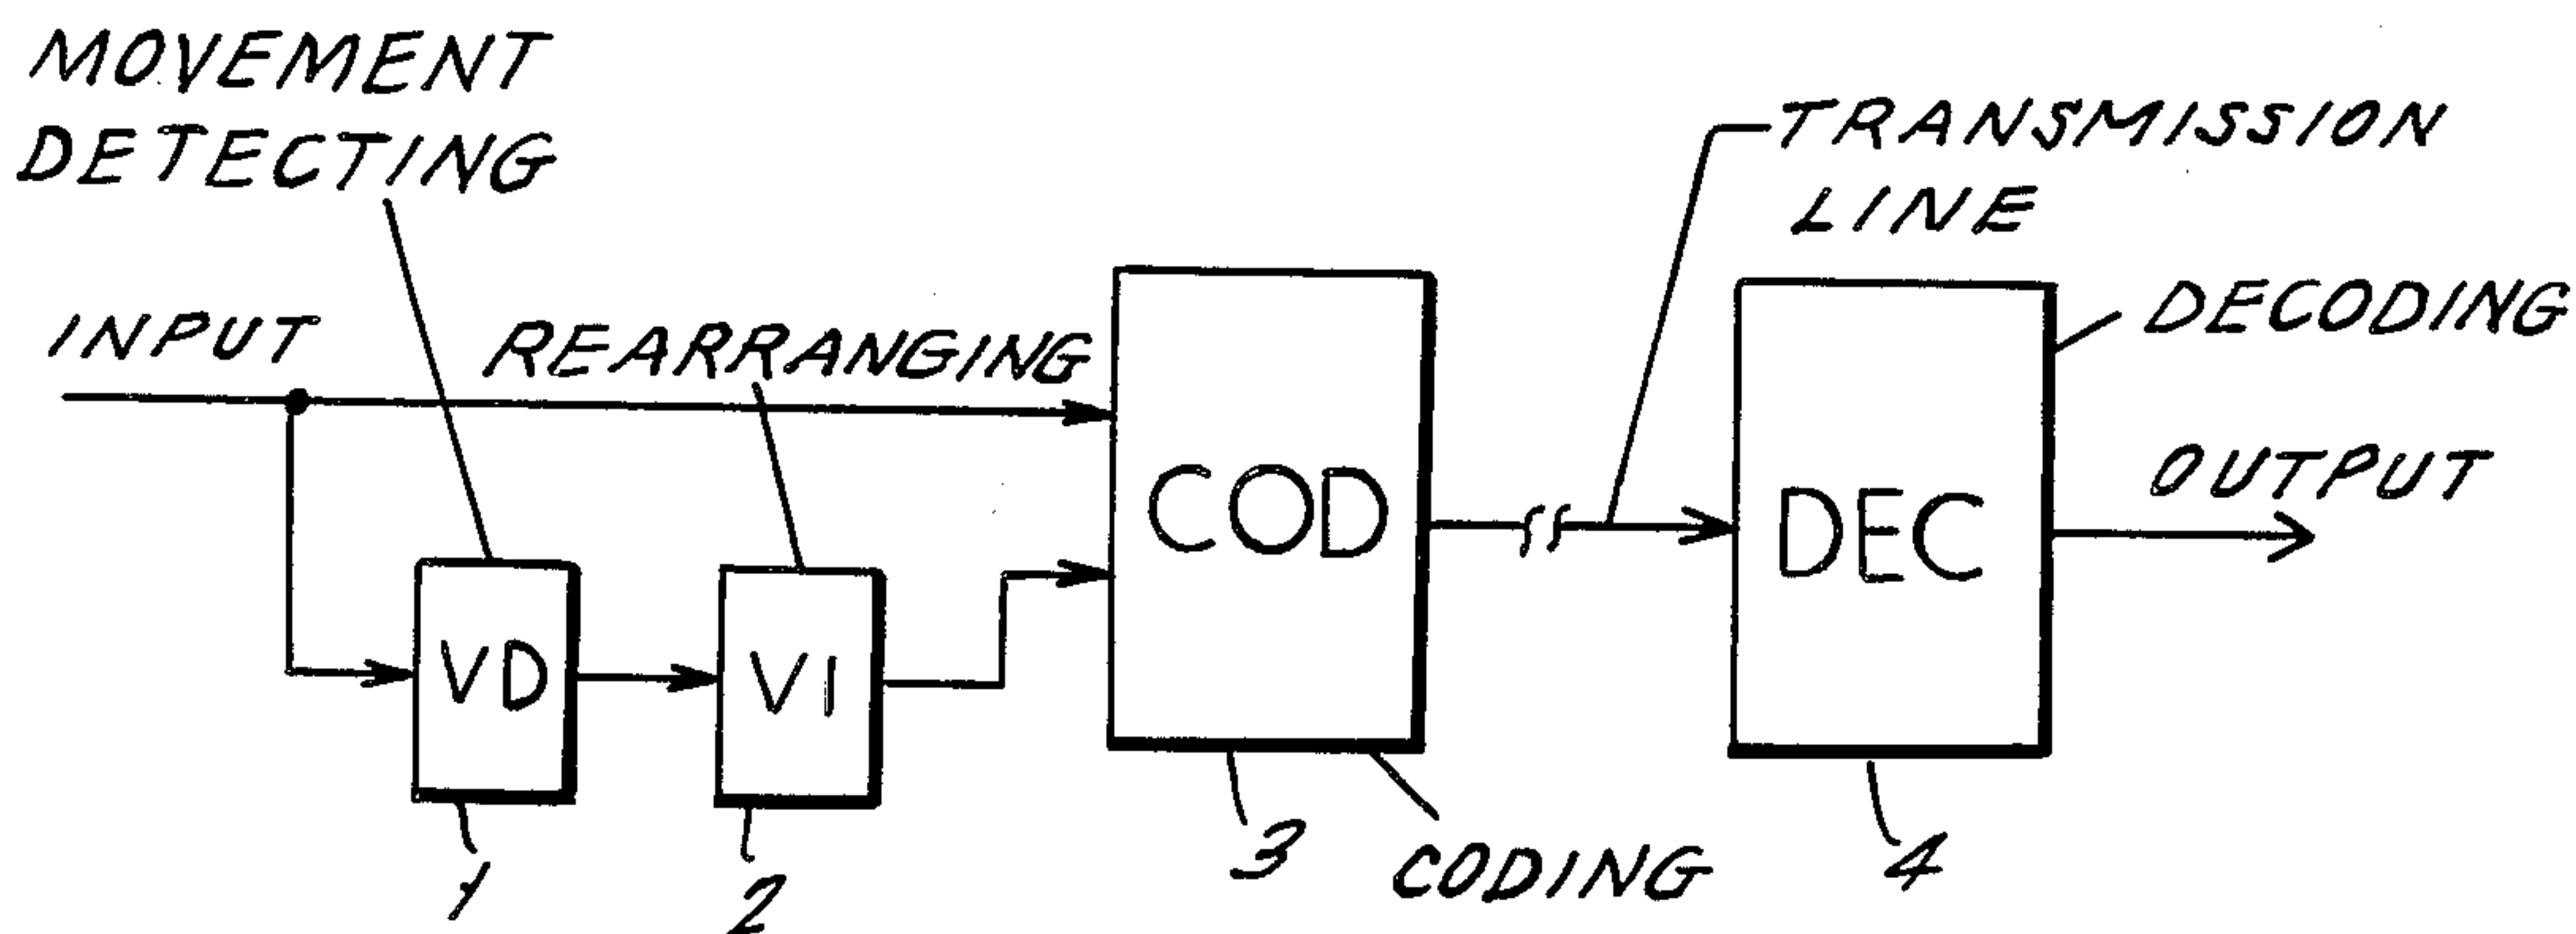 MOVEMENT
DETECTING
TRANSMISSION
LINE
INPUT
REARRANGING
DECODING
COD
DEC
OUTPUT
VD
VI
1
2
3
CODING
4